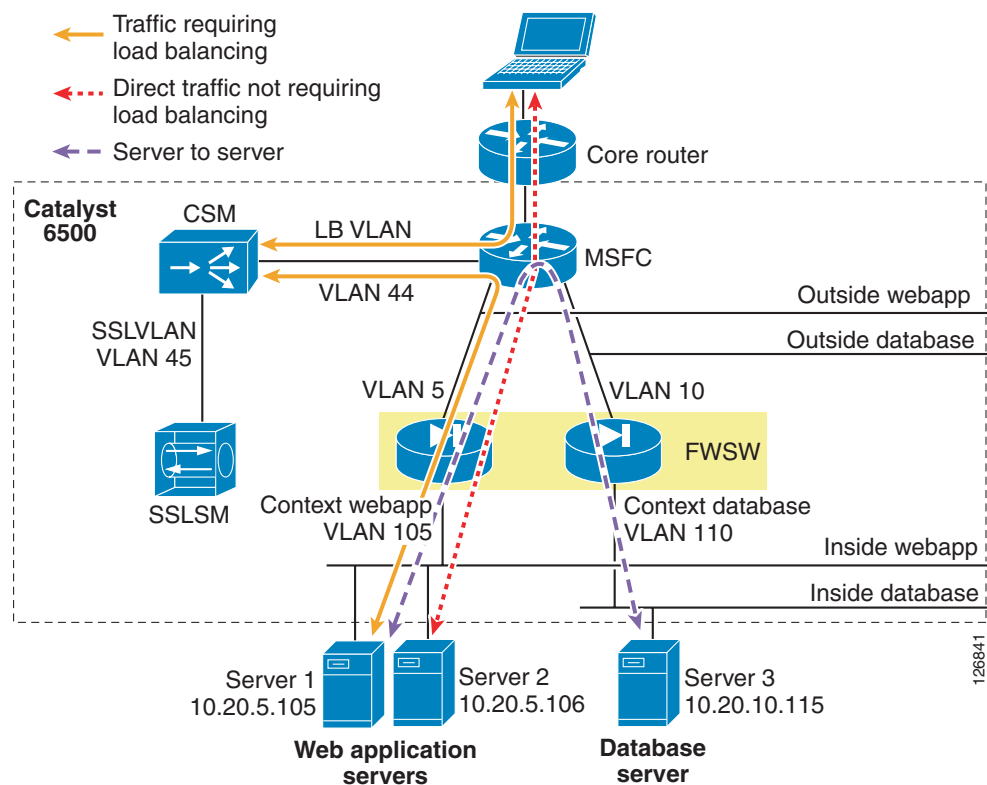 Traffic requiring
load balancing
Direct traffic not requiring
load balancing
Server to server
Core router
Catalyst
6500
CSM
LB VLAN
MSFC
VLAN 44
Outside webapp
SSLVLAN
VLAN 45
Outside database
VLAN 5
VLAN 10
FWSW
SSLSM
Context webapp
VLAN 105
Context database
VLAN 110
Inside webapp
Inside database
126841
Server 1
10.20.5.105
Server 2
10.20.5.106
Server 3
10.20.10.115
Web application
servers
Database
server